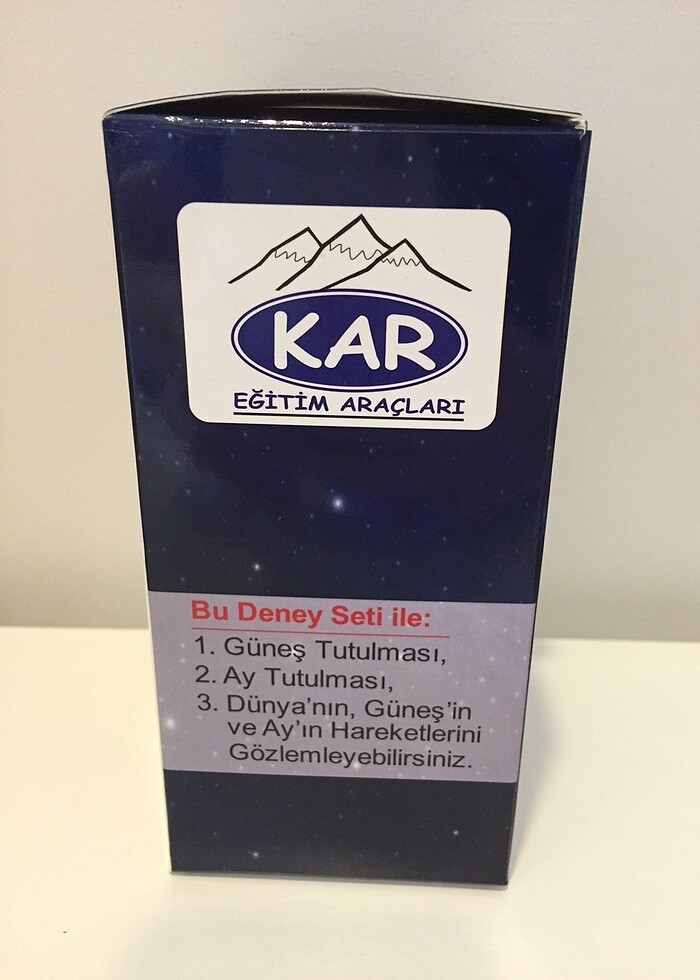 KAR
EĞİTİM ARAÇLARI
Bu Deney Seti ile:
1. Güneş Tutulması,
2. Ay Tutulması,
3. Dünya'nın, Güneş'in
ve Ay'ın Hareketlerini
Gözlemleyebilirsiniz.